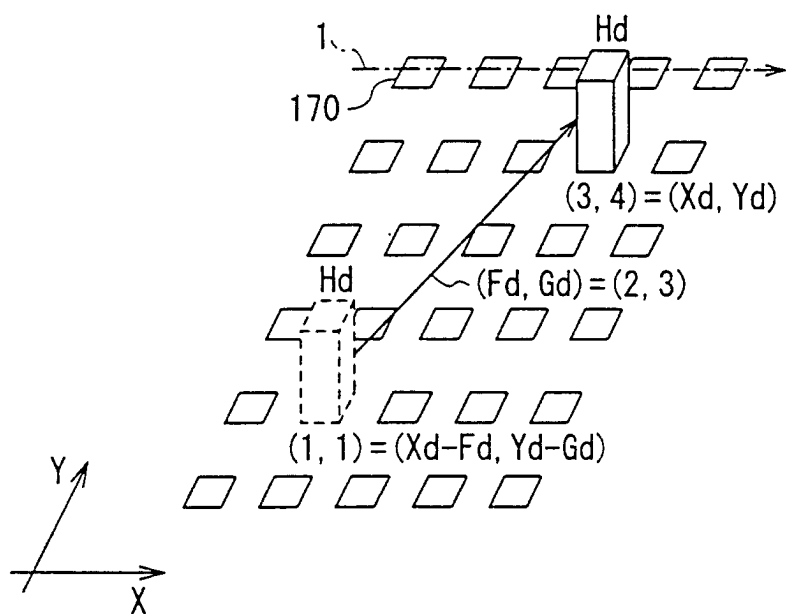 Hd
1
170
(3, 4)=(Xd, Yd)
(Fd, Gd)=(2, 3)
Hd
(1, 1)=(Xd-Fd, Yd-Gd)
Y
X